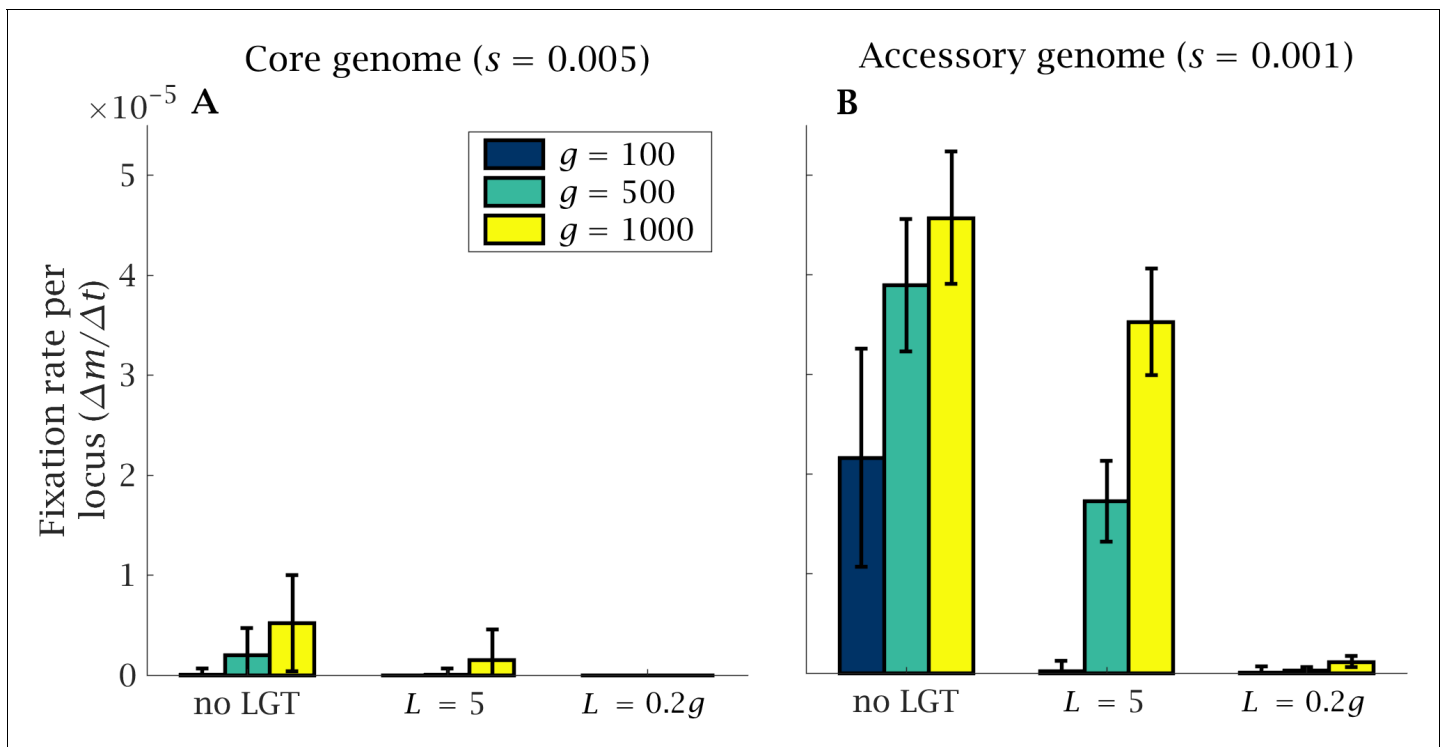 Core genome (s = 0.005)
Accessory genome (s = 0.001)
×10⁻⁵
A
B
g = 100
g = 500
g = 1000
5
4
3
2
1
0
Fixation rate per
locus (Δm/Δt)
no LGT
L = 5
L = 0.2g
no LGT
L = 5
L = 0.2g